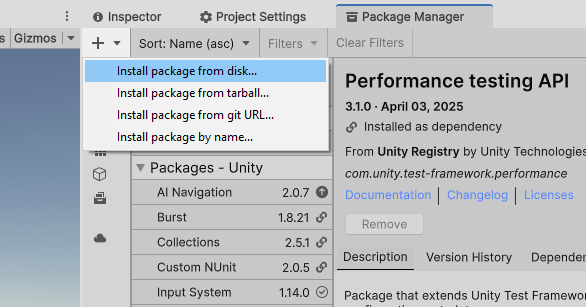 Inspector
Project Settings
Package Manager
s Gizmos
Sort: Name (asc)
Filters
Clear Filters
Install package from disk...
Install package from tarball...
Install package from git URL...
Install package by name...
Packages - Unity
AI Navigation 2.0.7
Burst 1.8.21
Collections 2.5.1
Custom NUnit 2.0.5
Input System 1.14.0
Performance testing API
3.1.0 · April 03, 2025
Installed as dependency
From Unity Registry by Unity Technologies
com.unity.test-framework.performance
Documentation Changelog Licenses
Remove
Description Version History Dependen
Package that extends Unity Test Framework